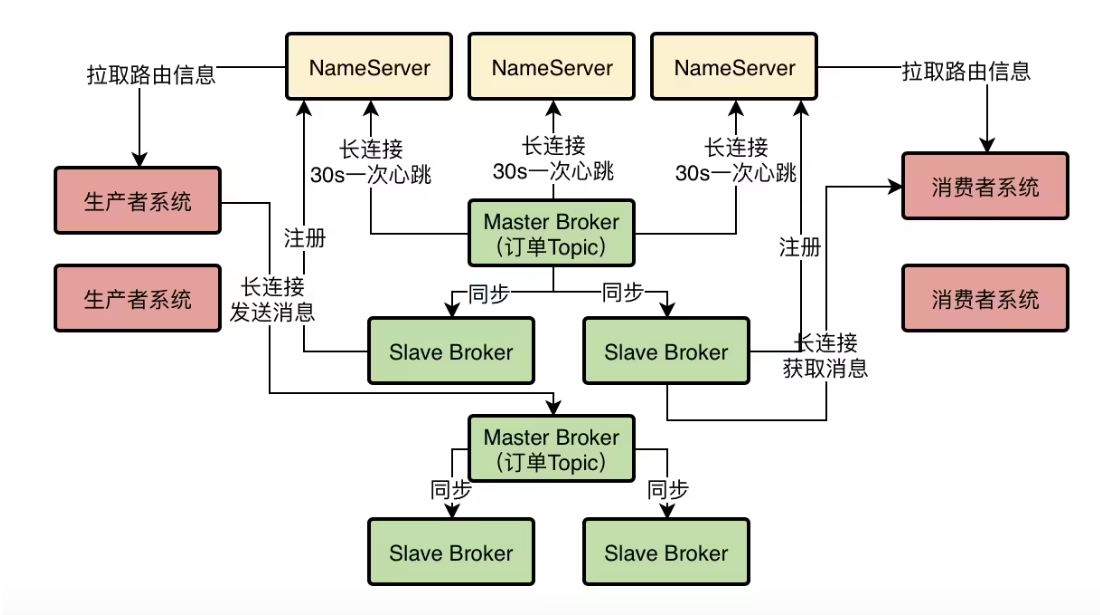 NameServer
NameServer
NameServer
拉取路由信息
拉取路由信息
长连接
30s一次心跳
长连接
30s一次心跳
长连接
30s一次心跳
生产者系统
消费者系统
Master Broker
（订单Topic）
注册
注册
生产者系统
消费者系统
长连接
发送消息
同步
同步
Slave Broker
Slave Broker
长连接
获取消息
Master Broker
（订单Topic）
同步
同步
Slave Broker
Slave Broker